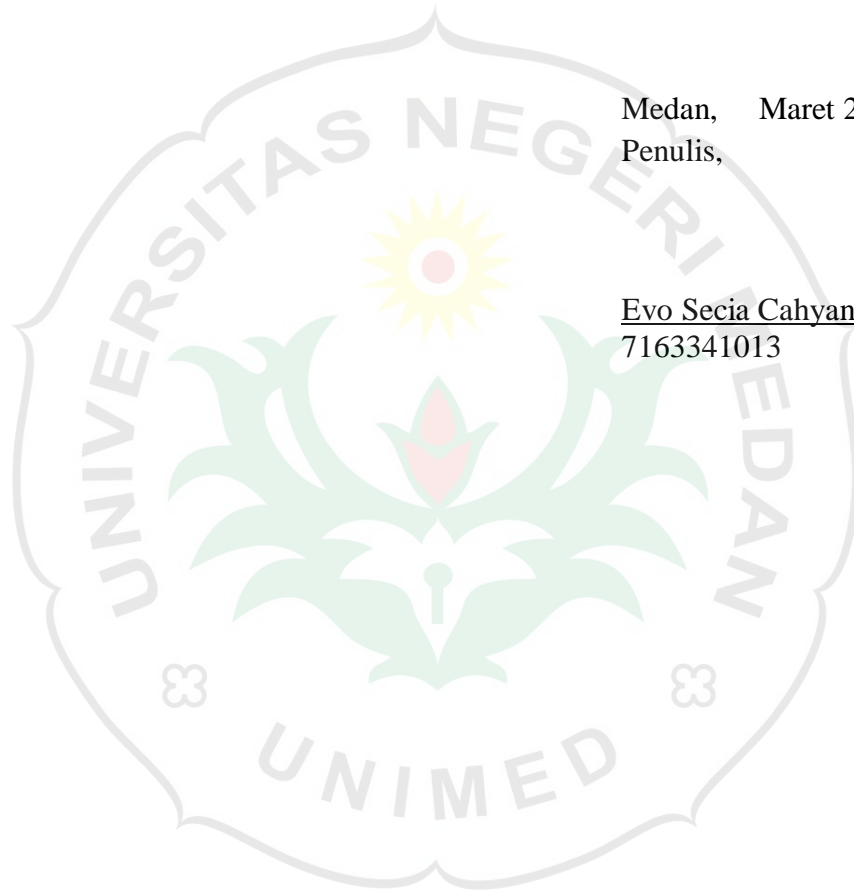 Medan, Maret 2
Penulis,
Evo Secia Cahyan
7163341013
UNIVERSITAS NEGERI MEDAN
UNIMED